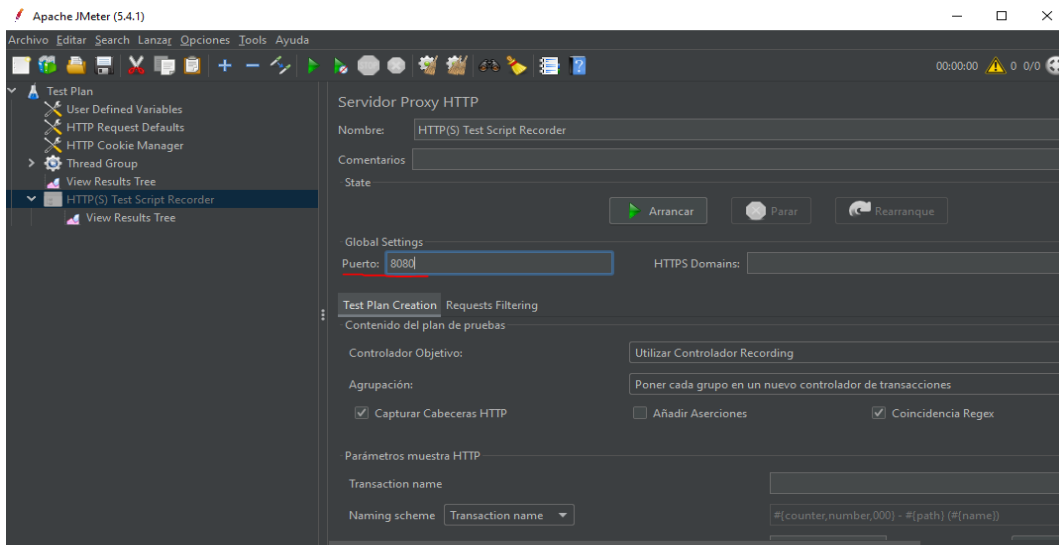 Apache JMeter (5.4.1)
Archivo Editar Search Lanzar Opciones Tools Ayuda
00:00:00 0 0/0
Test Plan
User Defined Variables
HTTP Request Defaults
HTTP Cookie Manager
Thread Group
View Results Tree
HTTP(S) Test Script Recorder
View Results Tree
Servidor Proxy HTTP
Nombre: HTTP(S) Test Script Recorder
Comentarios
State
Arrancar Parar Rearranque
Global Settings
Puerto: 8080 HTTPS Domains:
Test Plan Creation Requests Filtering
Contenido del plan de pruebas
Controlador Objetivo: Utilizar Controlador Recording
Agrupación: Poner cada grupo en un nuevo controlador de transacciones
Capturar Cabeceras HTTP Añadir Aserciones Coincidencia Regex
Parámetros muestra HTTP
Transaction name
Naming scheme Transaction name #{counter,number,000} - #{path} (#{name})